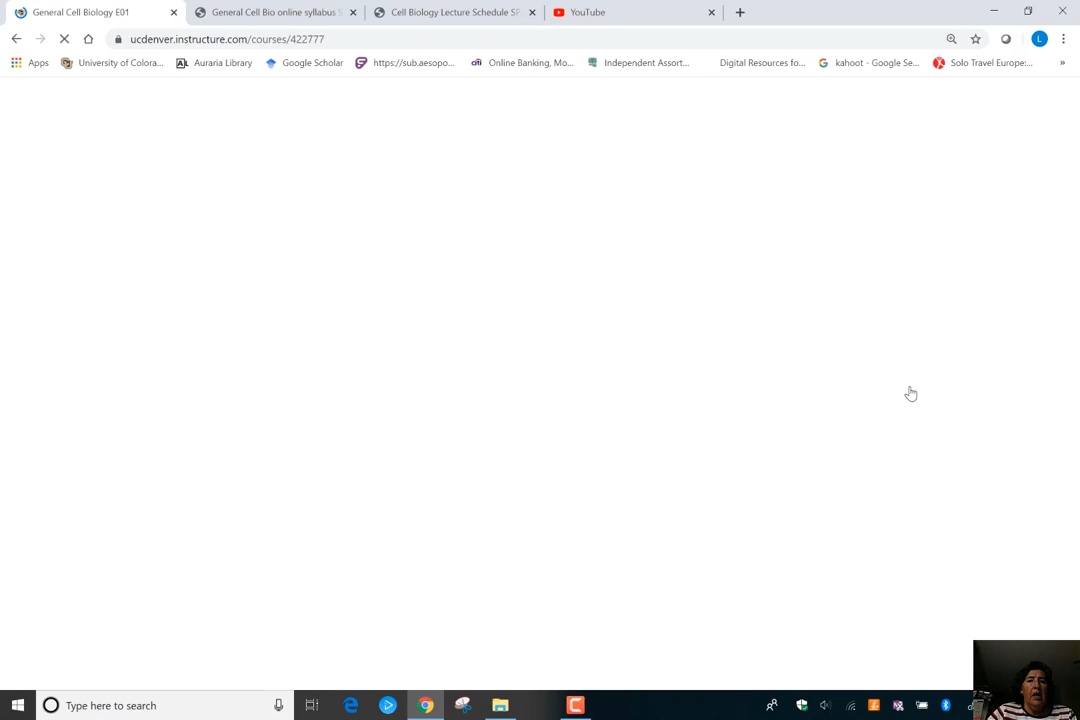 General Cell Biology E01 General Cell Bio online syllabus S Cell Biology Lecture Schedule SP YouTube
ucdenver.instructure.com/courses/422777 L
Apps University of Colora... AL Auraria Library Google Scholar https://sub.aesopo... citi Online Banking, Mo... Independent Assort... Digital Resources fo... G kahoot - Google Se... Solo Travel Europe:... »
Type here to search